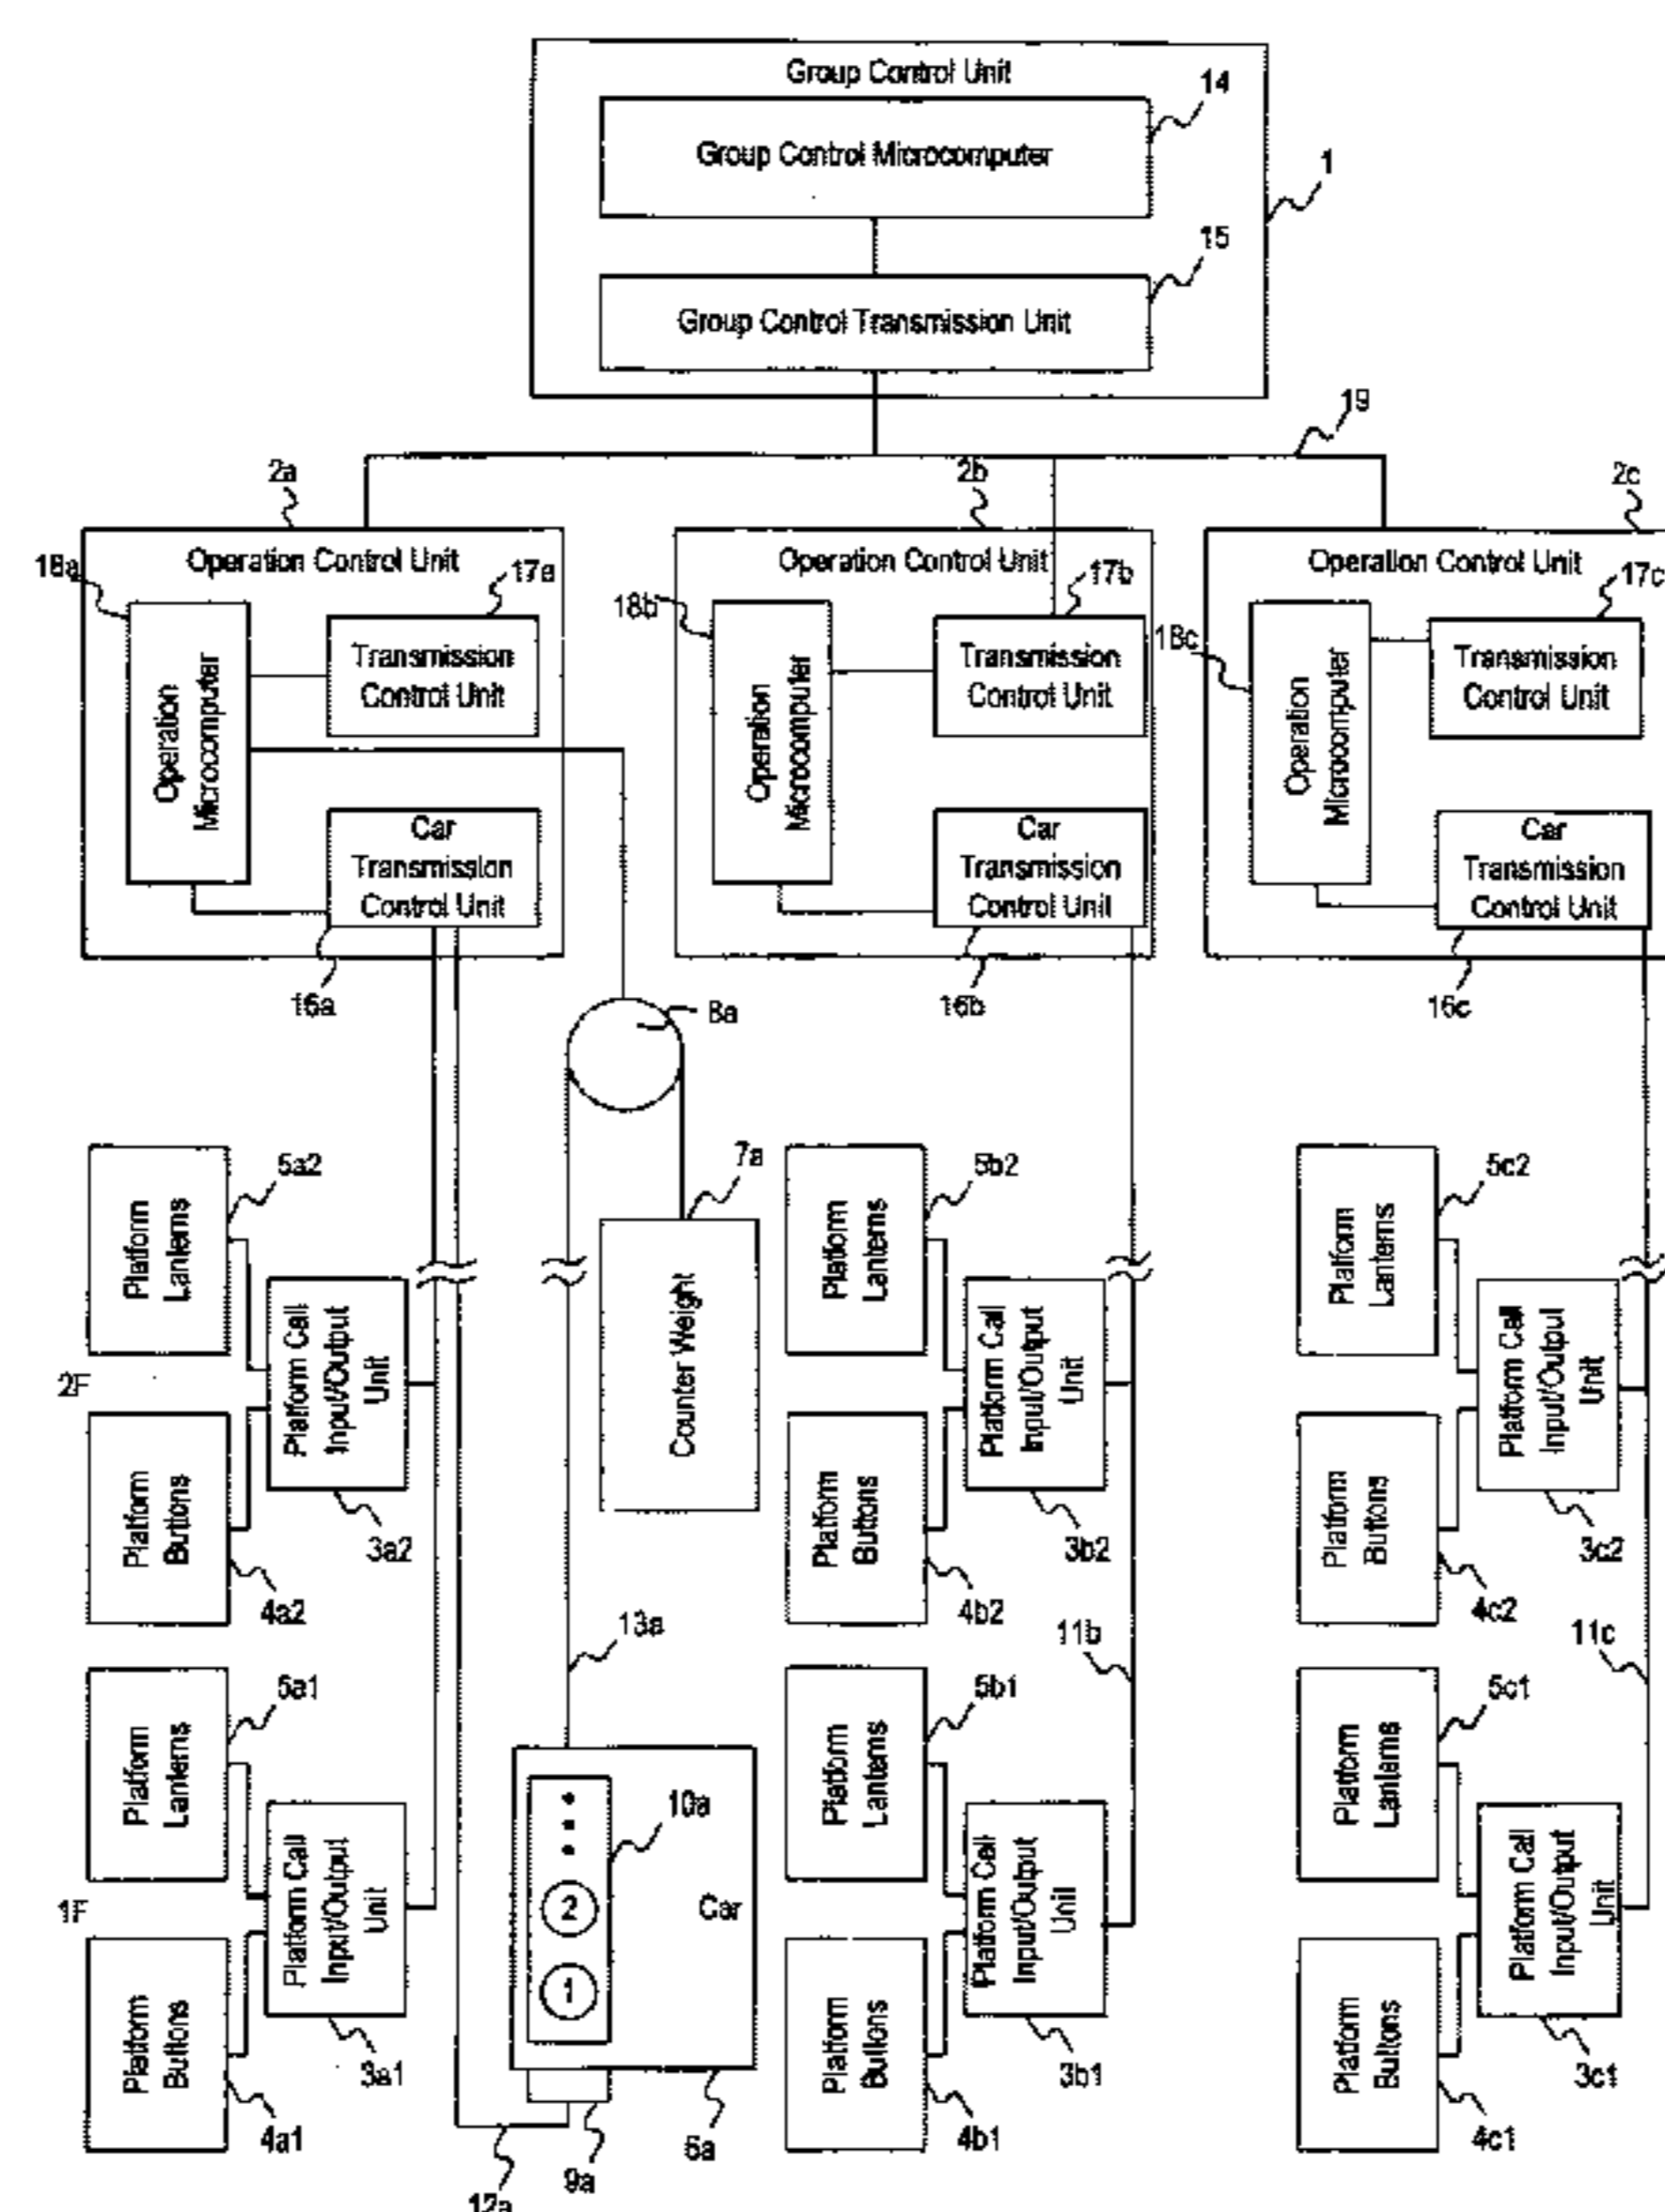 Group Control Unit
14
Group Control Microcomputer
1
15
Group Control Transmission Unit
19
2a
2b
2c
Operation Control Unit
Operation Control Unit
Operation Control Unit
18a
17a
18b
17b
18c
17c
Operation
Microcomputer
Transmission
Control Unit
Operation
Microcomputer
Transmission
Control Unit
Operation
Microcomputer
Transmission
Control Unit
Car
Transmission
Control Unit
Car
Transmission
Control Unit
Car
Transmission
Control Unit
16a
8a
16b
16c
5a2
7a
5b2
5c2
Platform
Lanterns
Platform
Lanterns
Platform
Lanterns
2F
Platform Call
Input/Output
Unit
Counter Weight
Platform Call
Input/Output
Unit
Platform Call
Input/Output
Unit
Platform
Buttons
Platform
Buttons
Platform
Buttons
3a2
3b2
3c2
4a2
4b2
4c2
13a
11b
11c
5a1
5b1
5c1
Platform
Lanterns
Platform
Lanterns
Platform
Lanterns
10a
1F
Platform Call
Input/Output
Unit
2
1
Car
Platform Call
Input/Output
Unit
Platform Call
Input/Output
Unit
Platform
Buttons
Platform
Buttons
Platform
Buttons
3a1
3b1
3c1
4a1
6a
4b1
4c1
9a
12a